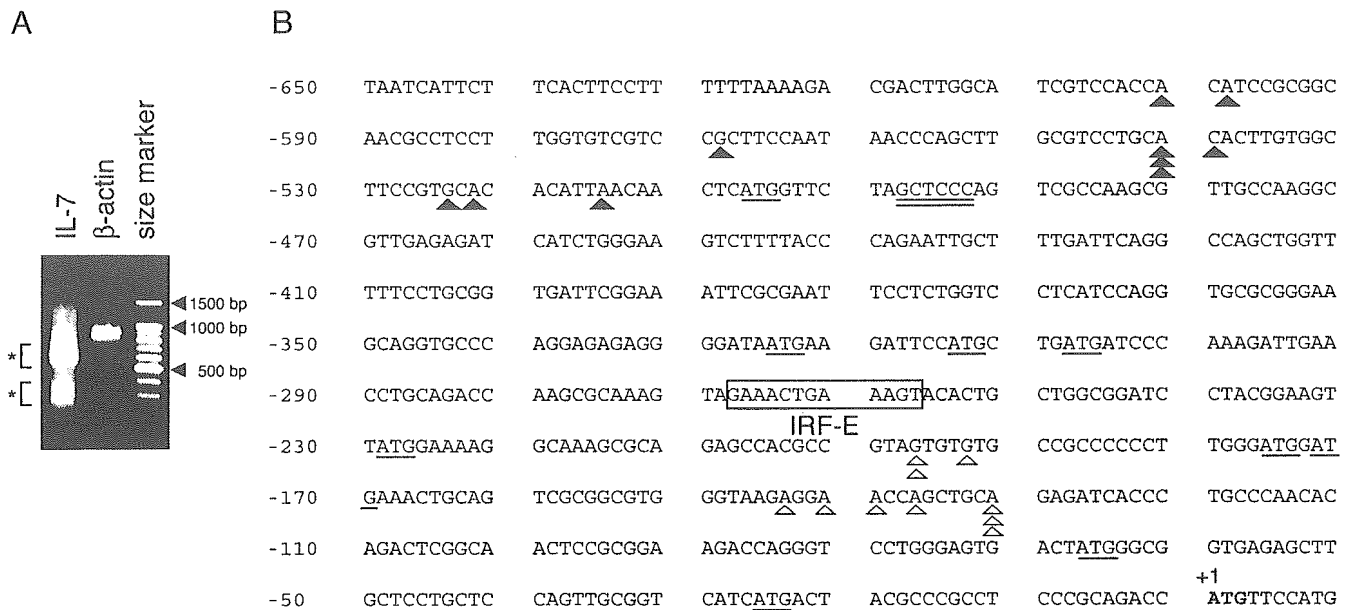 A
B
IL-7
β-actin
size marker
1500 bp
1000 bp
500 bp
*
*
-650 TAATCATTCT TCACTTCCTT TTTTAAAAGA CGACTTGGCA TCGTCCACCA CATCCGCGGC
-590 AACGCCTCCT TGGTGTCGTC CGCTTCCAAT AACCCAGCTT GCGTCCTGCA CACTTGTGGC
-530 TTCCGTGCAC ACATTAACAA CTCATGGTTC TAGCTCCCAG TCGCCAAGCG TTGCCAAGGC
-470 GTTGAGAGAT CATCTGGGAA GTCTTTTACC CAGAATTGCT TTGATTCAGG CCAGCTGGTT
-410 TTTCCTGCGG TGATTCGGAA ATTCGCGAAT TCCTCTGGTC CTCATCCAGG TGCGCGGGAA
-350 GCAGGTGCCC AGGAGAGAGG GGATAATGAA GATTCCATGC TGATGATCCC AAAGATTGAA
-290 CCTGCAGACC AAGCGCAAAG TAGAAACTGA AAGTACACTG CTGGCGGATC CTACGGAAGT
IRF-E
-230 TATGGAAAAG GCAAAGCGCA GAGCCACGCC GTAGTGTGTG CCGCCCCCCT TGGGATGGAT
-170 GAAACTGCAG TCGCGGCGTG GGTAAGAGGA ACCAGCTGCA GAGATCACCC TGCCCAACAC
-110 AGACTCGGCA ACTCCGCGGA AGACCAGGGT CCTGGGAGTG ACTATGGGCG GTGAGAGCTT
+1
-50 GCTCCTGCTC CAGTTGCGGT CATCATGACT ACGCCCGCCT CCCGCAGACC ATGTTCCATG